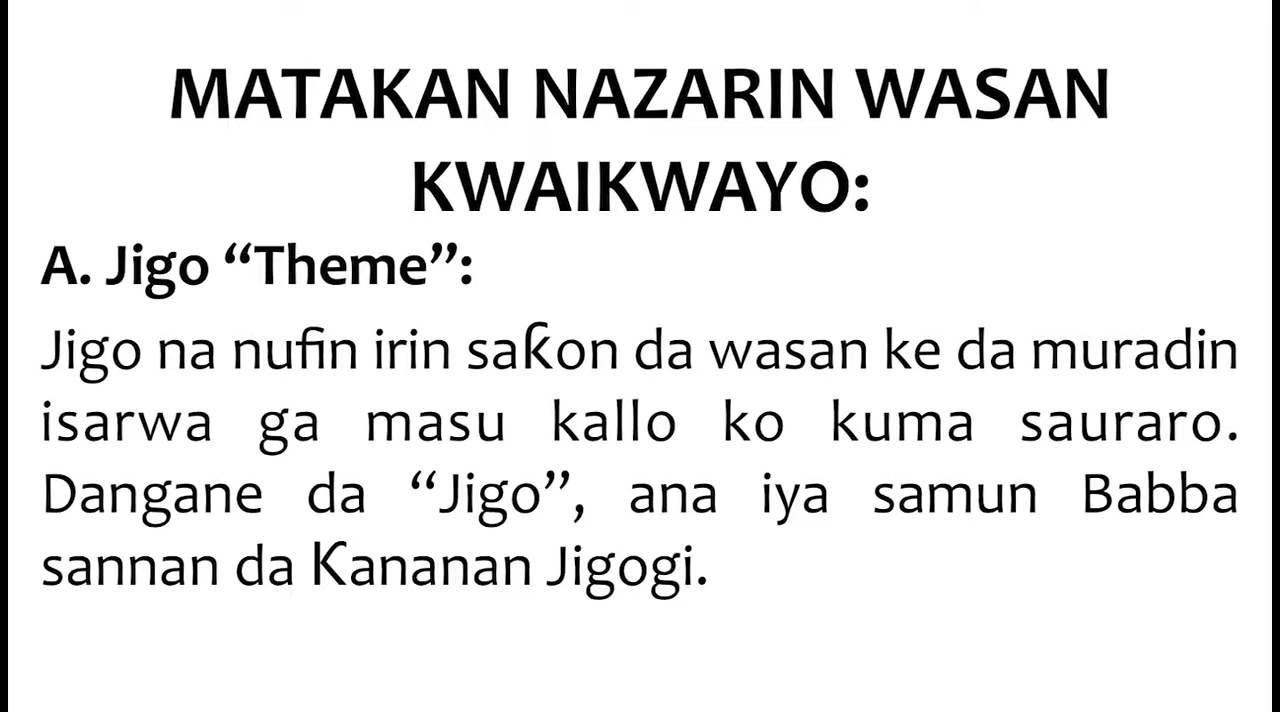 MATAKAN NAZARIN WASAN
KWAIKWAYO:
A. Jigo “Theme”:
Jigo na nufin irin saƙon da wasan ke da muradin
isarwa ga masu kallo ko kuma sauraro.
Dangane da “Jigo”, ana iya samun Babba
sannan da Ƙananan Jigogi.